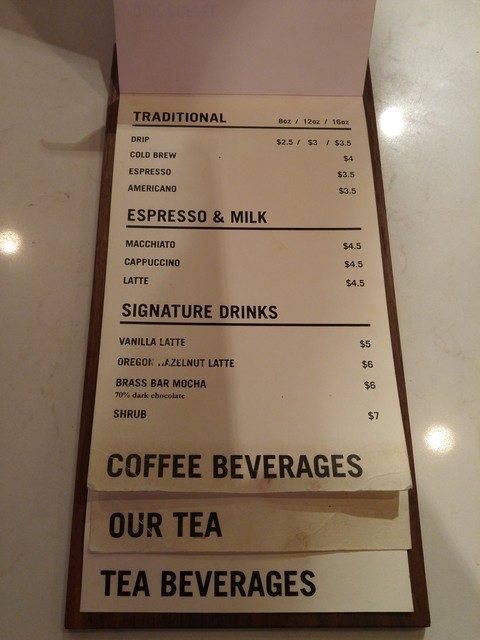 TRADITIONAL 8oz / 12oz / 16oz
DRIP $2.5 / $3 / $3.5
COLD BREW $4
ESPRESSO $3.5
AMERICANO $3.5
ESPRESSO & MILK
MACCHIATO $4.5
CAPPUCCINO $4.5
LATTE $4.5
SIGNATURE DRINKS
VANILLA LATTE $5
OREGON HAZELNUT LATTE $6
BRASS BAR MOCHA $6
70% dark chocolate
SHRUB $7
COFFEE BEVERAGES
OUR TEA
TEA BEVERAGES